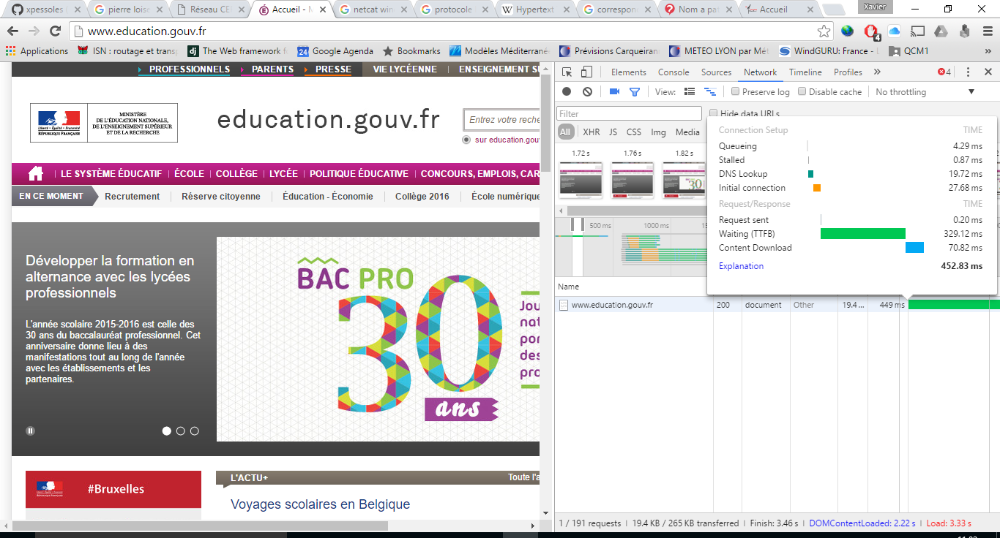 xpessoles
pierre loise
Réseau CE
Accueil - M
netcat win
protocole
Hypertext
correspon
Nom a pa
Accueil
Xavier
www.education.gouv.fr
4
Applications
ISN : routage et trans
The Web framework f
24 Google Agenda
Bookmarks
Modèles Méditerrané
Prévisions Carqueiran
METEO LYON par Mét
WindGURU: France - L
QCM1
»
PROFESSIONNELS
PARENTS
PRESSE
VIE LYCÉENNE
ENSEIGNEMENT SU
Liberté • Égalité • Fraternité
RÉPUBLIQUE FRANÇAISE
MINISTÈRE
DE L'ÉDUCATION NATIONALE,
DE L'ENSEIGNEMENT SUPÉRIEUR
ET DE LA RECHERCHE
education.gouv.fr
Entrez votre reche
sur education.gouv
LE SYSTÈME ÉDUCATIF
ÉCOLE
COLLÈGE
LYCÉE
POLITIQUE ÉDUCATIVE
CONCOURS, EMPLOIS, CAR
EN CE MOMENT
Recrutement
Réserve citoyenne
Éducation - Économie
Collège 2016
École numérique
Développer la formation en
alternance avec les lycées
professionnels
L'année scolaire 2015-2016 est celle des
30 ans du baccalauréat professionnel. Cet
anniversaire donne lieu à des
manifestations tout au long de l'année
avec les établissements et les
partenaires.
BAC PRO
30
ans
Jou
nat
por
des
pro
#Bruxelles
L'ACTU+
Toute l'a
Voyages scolaires en Belgique
Elements
Console
Sources
Network
Timeline
Profiles
»
4
View:
Preserve log
Disable cache
No throttling
Filter
Hide data URLs
All
XHR
JS
CSS
Img
Media
1.72 s
1.76 s
1.82 s
500 ms
1000 ms
Connection Setup TIME
Queueing 4.29 ms
Stalled 0.87 ms
DNS Lookup 19.72 ms
Initial connection 27.68 ms
Request/Response TIME
Request sent 0.20 ms
Waiting (TTFB) 329.12 ms
Content Download 70.82 ms
Explanation 452.83 ms
Name
www.education.gouv.fr 200 document Other 19.4 ... 449 ms
1 / 191 requests | 19.4 KB / 265 KB transferred | Finish: 3.46 s | DOMContentLoaded: 2.22 s | Load: 3.33 s